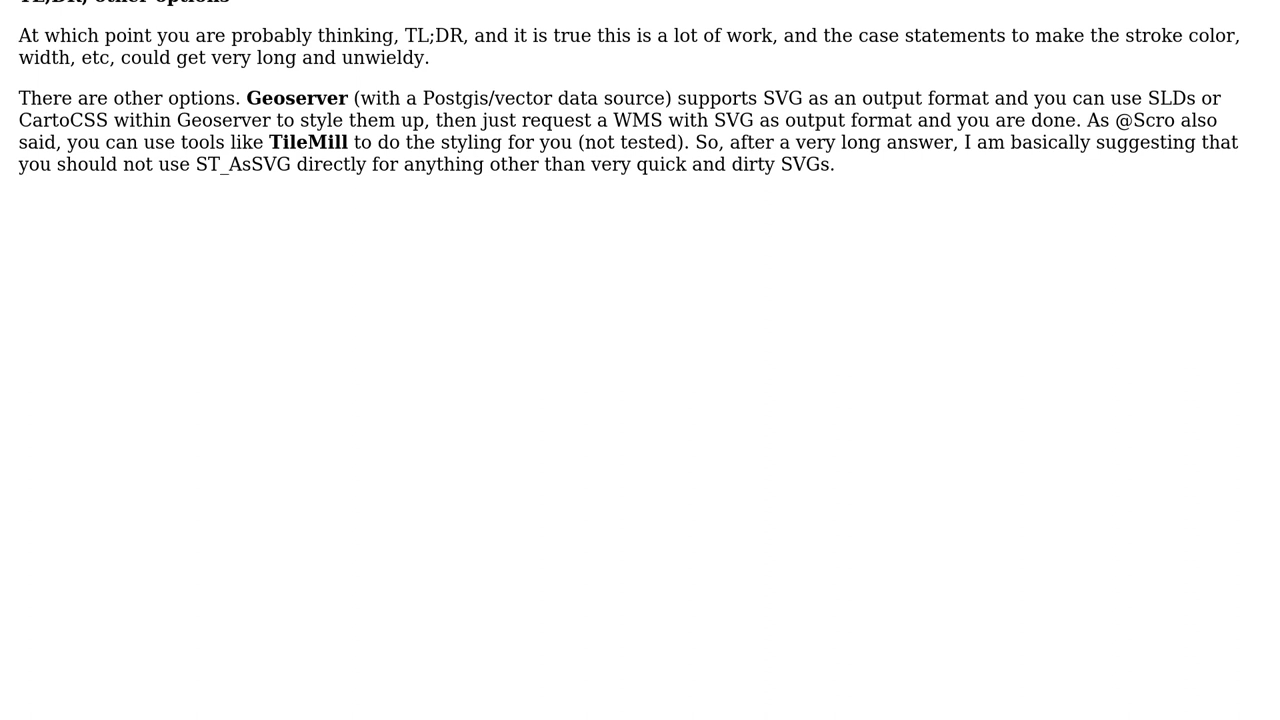 TL;DR, other options
At which point you are probably thinking, TL;DR, and it is true this is a lot of work, and the case statements to make the stroke color,
width, etc, could get very long and unwieldy.
There are other options. Geoserver (with a Postgis/vector data source) supports SVG as an output format and you can use SLDs or
CartoCSS within Geoserver to style them up, then just request a WMS with SVG as output format and you are done. As @Scro also
said, you can use tools like TileMill to do the styling for you (not tested). So, after a very long answer, I am basically suggesting that
you should not use ST_AsSVG directly for anything other than very quick and dirty SVGs.